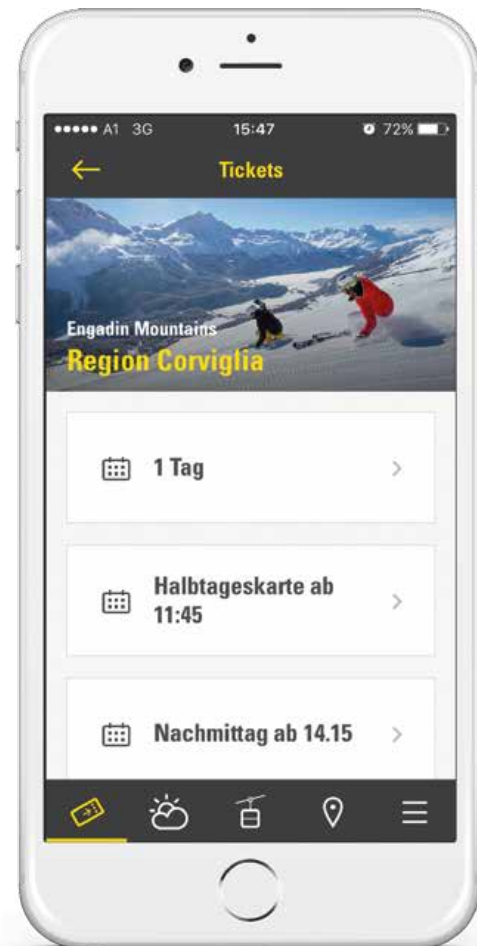 A1 3G 15:47 72%
Tickets
Engadin Mountains
Region Corviglia
1 Tag
Halbtageskarte ab
11:45
Nachmittag ab 14.15